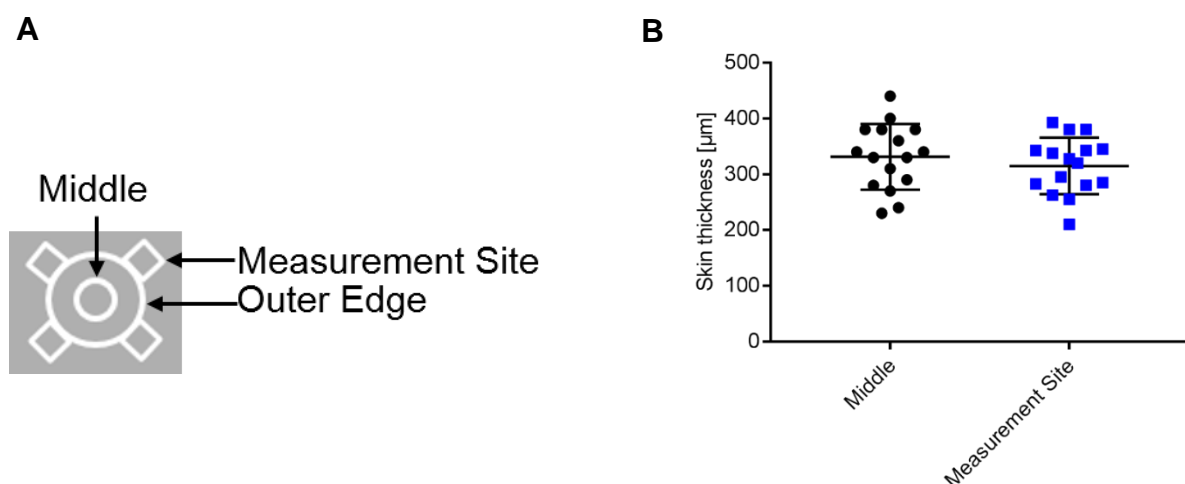 A
Middle
Measurement Site
Outer Edge
B
Skin thickness [µm]
500
400
300
200
100
0
Middle
Measurement Site